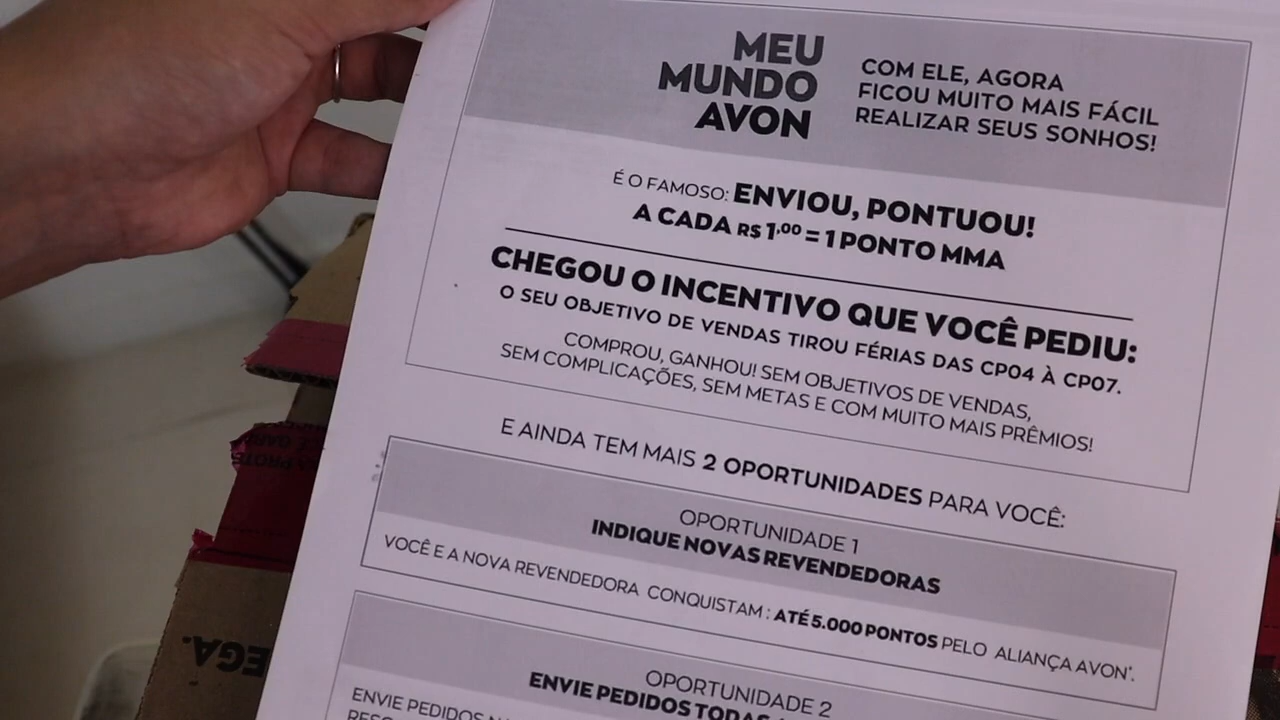 MEU
MUNDO
AVON
COM ELE, AGORA
FICOU MUITO MAIS FÁCIL
REALIZAR SEUS SONHOS!
É O FAMOSO: ENVIOU, PONTUOU!
A CADA R$ 1,00 = 1 PONTO MMA
CHEGOU O INCENTIVO QUE VOCÊ PEDIU:
O SEU OBJETIVO DE VENDAS TIROU FÉRIAS DAS CP04 À CP07.
COMPROU, GANHOU! SEM OBJETIVOS DE VENDAS,
SEM COMPLICAÇÕES, SEM METAS E COM MUITO MAIS PRÊMIOS!
E AINDA TEM MAIS 2 OPORTUNIDADES PARA VOCÊ:
OPORTUNIDADE 1
INDIQUE NOVAS REVENDEDORAS
VOCÊ E A NOVA REVENDEDORA CONQUISTAM : ATÉ 5.000 PONTOS PELO ALIANÇA AVON*.
OPORTUNIDADE 2
ENVIE PEDIDOS TODAS
ENVIE PEDIDOS